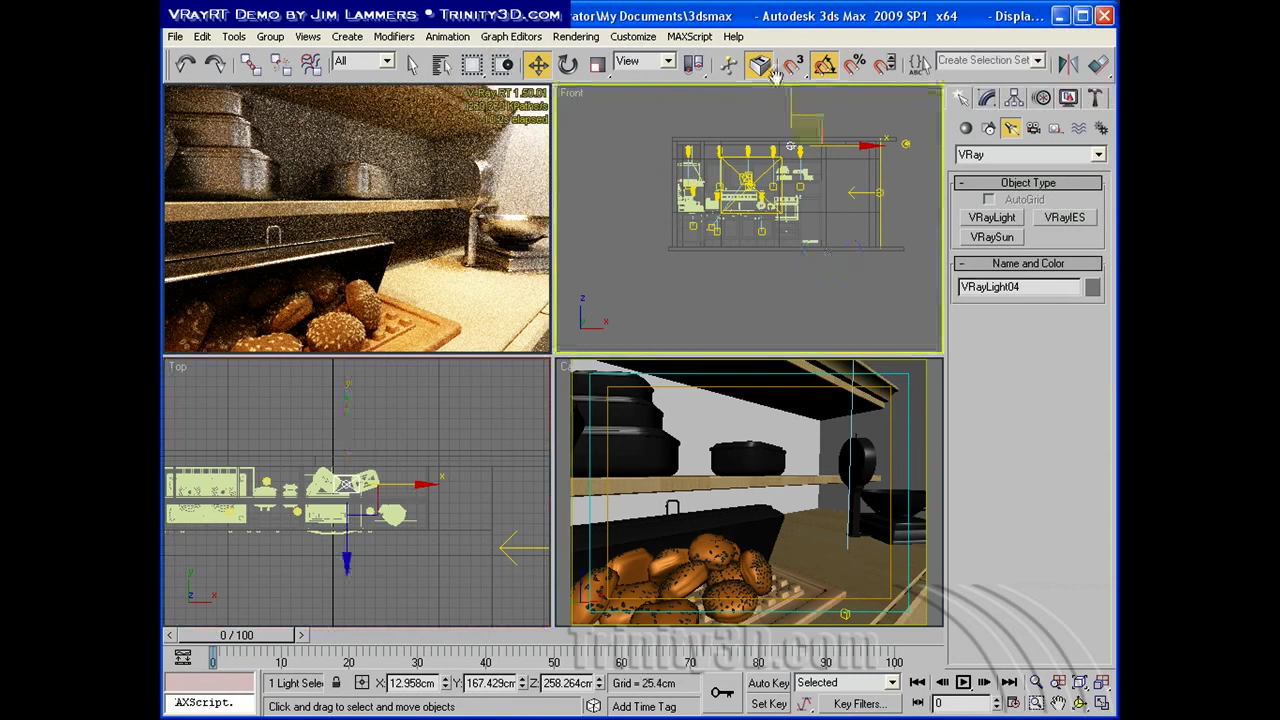 VRayRT Demo by Jim Lammers • Trinity3D.com
ator\My Documents\3dsmax - Autodesk 3ds Max 2009 SP1 x64 - Displa...
File Edit Tools Group Views Create Modifiers Animation Graph Editors Rendering Customize MAXScript Help
All View 3 Create Selection Set
Front
Top
x
z
x
VRay
- Object Type
AutoGrid
VRayLight VRayIES
VRaySun
- Name and Color
VRayLight04
x
y
x
Trinity3D.com
< 0 / 100 >
0 10 20 30 40 50 60 70 80 90 100
1 Light Sele X: 12.958cm Y: 167.429cm Z: 258.264cm Grid = 25.4cm Auto Key Selected
AXScript. Click and drag to select and move objects Add Time Tag Set Key Key Filters... 0